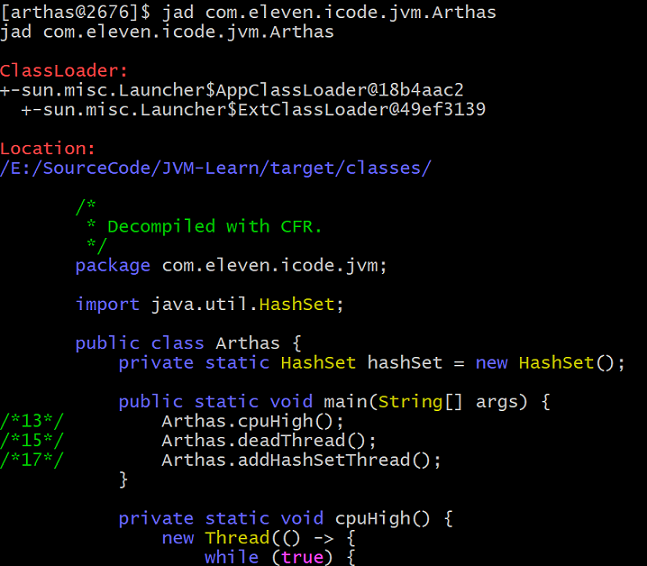 [arthas@2676]$ jad com.eleven.icode.jvm.Arthas
jad com.eleven.icode.jvm.Arthas

ClassLoader:
+-sun.misc.Launcher$AppClassLoader@18b4aac2
  +-sun.misc.Launcher$ExtClassLoader@49ef3139

Location:
/E:/SourceCode/JVM-Learn/target/classes/

       /*
        * Decompiled with CFR.
        */
       package com.eleven.icode.jvm;

       import java.util.HashSet;

       public class Arthas {
           private static HashSet hashSet = new HashSet();

           public static void main(String[] args) {
/*13*/         Arthas.cpuHigh();
/*15*/         Arthas.deadThread();
/*17*/         Arthas.addHashSetThread();
           }

           private static void cpuHigh() {
               new Thread(() -> {
                   while (true) {